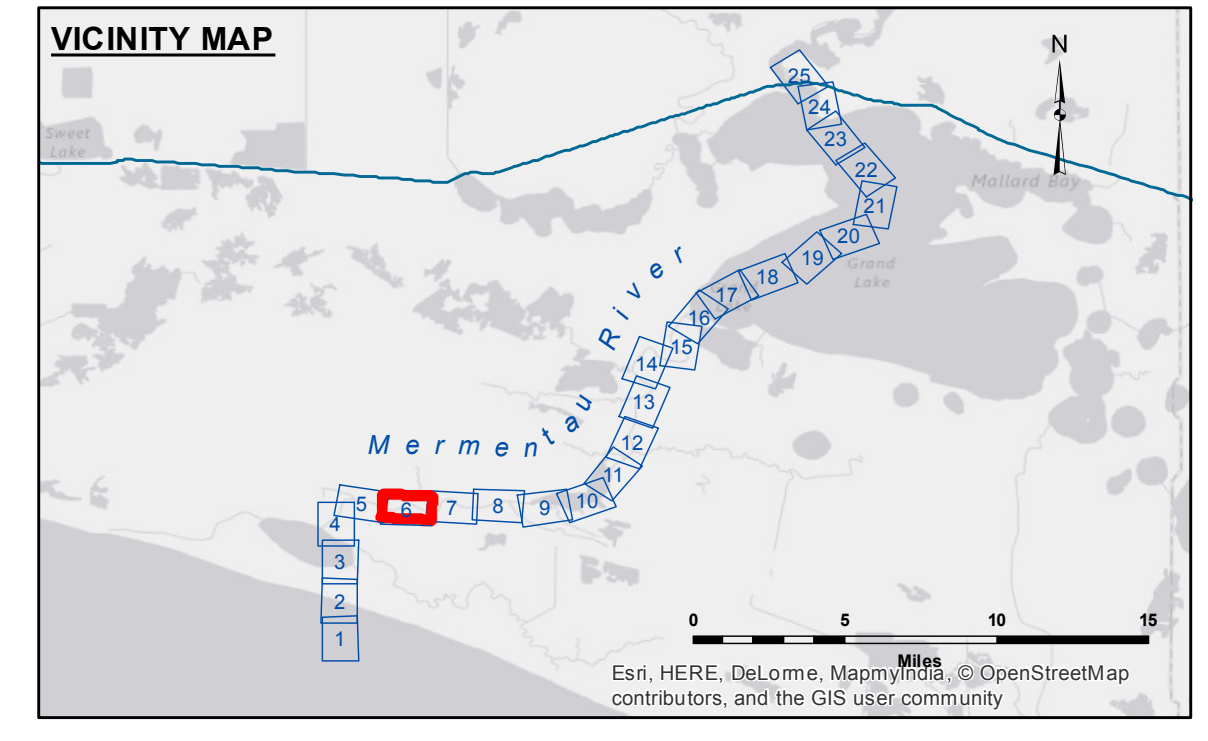 VICINITY MAP
N
Sweet
Lake
25
24
23
22
Mallard Bay
21
20
19
Grand
Lake
18
17
16
15
14
13
12
11
10
9
8
7
6
5
4
3
2
1
Mermentau River
0 5 10 15
Miles
Esri, HERE, DeLorme, MapmyIndia, © OpenStreetMap
contributors, and the GIS user community